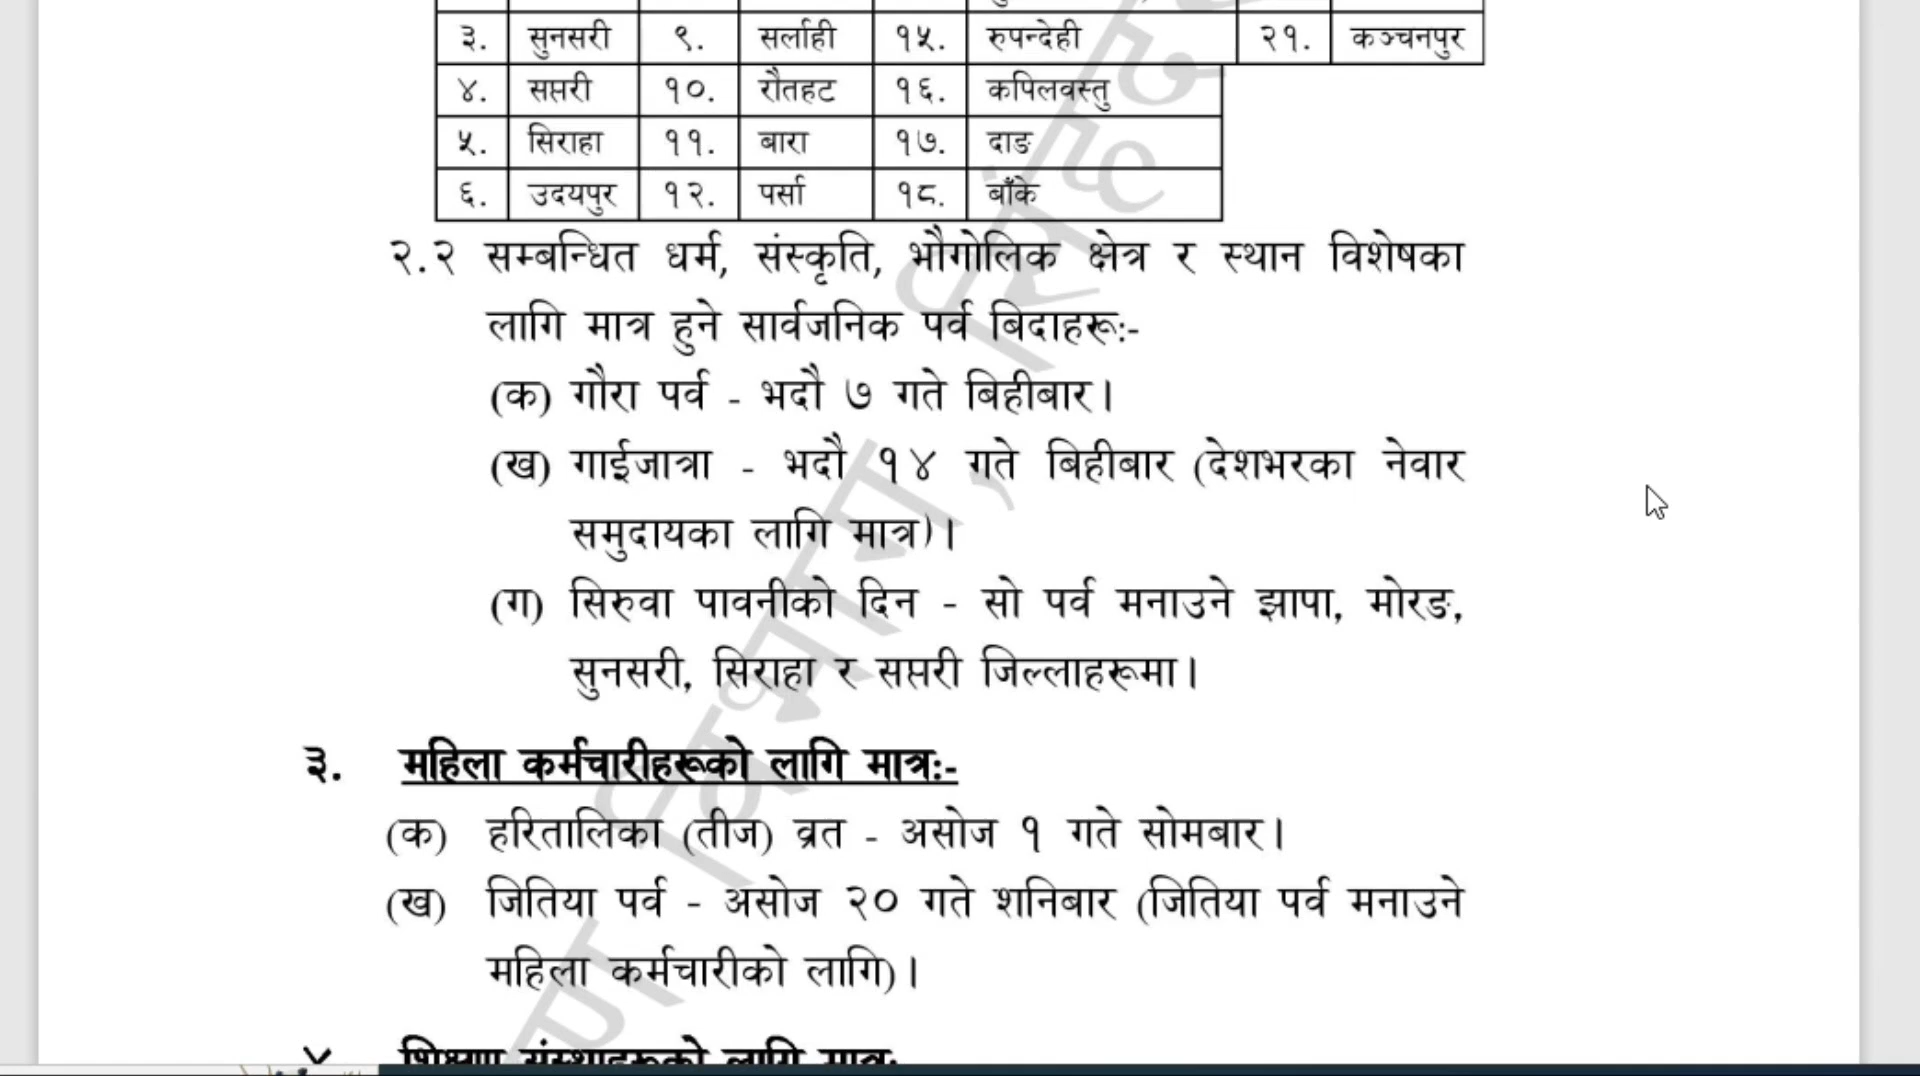 ३. सुनसरी ९. सर्लाही १५. रुपन्देही २१. कञ्चनपुर
४. सप्तरी १०. रौतहट १६. कपिलवस्तु
५. सिराहा ११. बारा १७. दाङ
६. उदयपुर १२. पर्सा १८. बाँके
२.२ सम्बन्धित धर्म, संस्कृति, भौगोलिक क्षेत्र र स्थान विशेषका
लागि मात्र हुने सार्वजनिक पर्व बिदाहरूः-
(क) गौरा पर्व - भदौ ७ गते बिहीबार।
(ख) गाईजात्रा - भदौ १४ गते बिहीबार (देशभरका नेवार
समुदायका लागि मात्र)।
(ग) सिरुवा पावनीको दिन - सो पर्व मनाउने झापा, मोरङ,
सुनसरी, सिराहा र सप्तरी जिल्लाहरूमा।
३. महिला कर्मचारीहरूको लागि मात्रः-
(क) हरितालिका (तीज) व्रत - असोज १ गते सोमबार।
(ख) जितिया पर्व - असोज २० गते शनिबार (जितिया पर्व मनाउने
महिला कर्मचारीको लागि)।
४ शिक्षण संस्थाहरूको लागि मात्रः